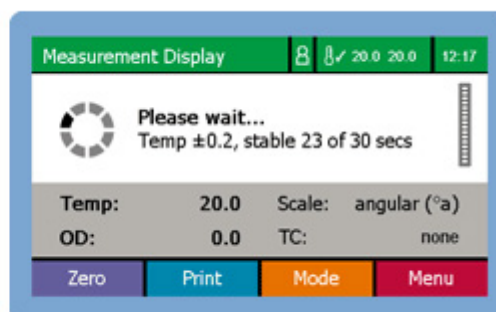 Measurement Display 8 20.0 20.0 12:17
Please wait...
Temp ±0.2, stable 23 of 30 secs
Temp: 20.0 Scale: angular (°a)
OD: 0.0 TC: none
Zero Print Mode Menu